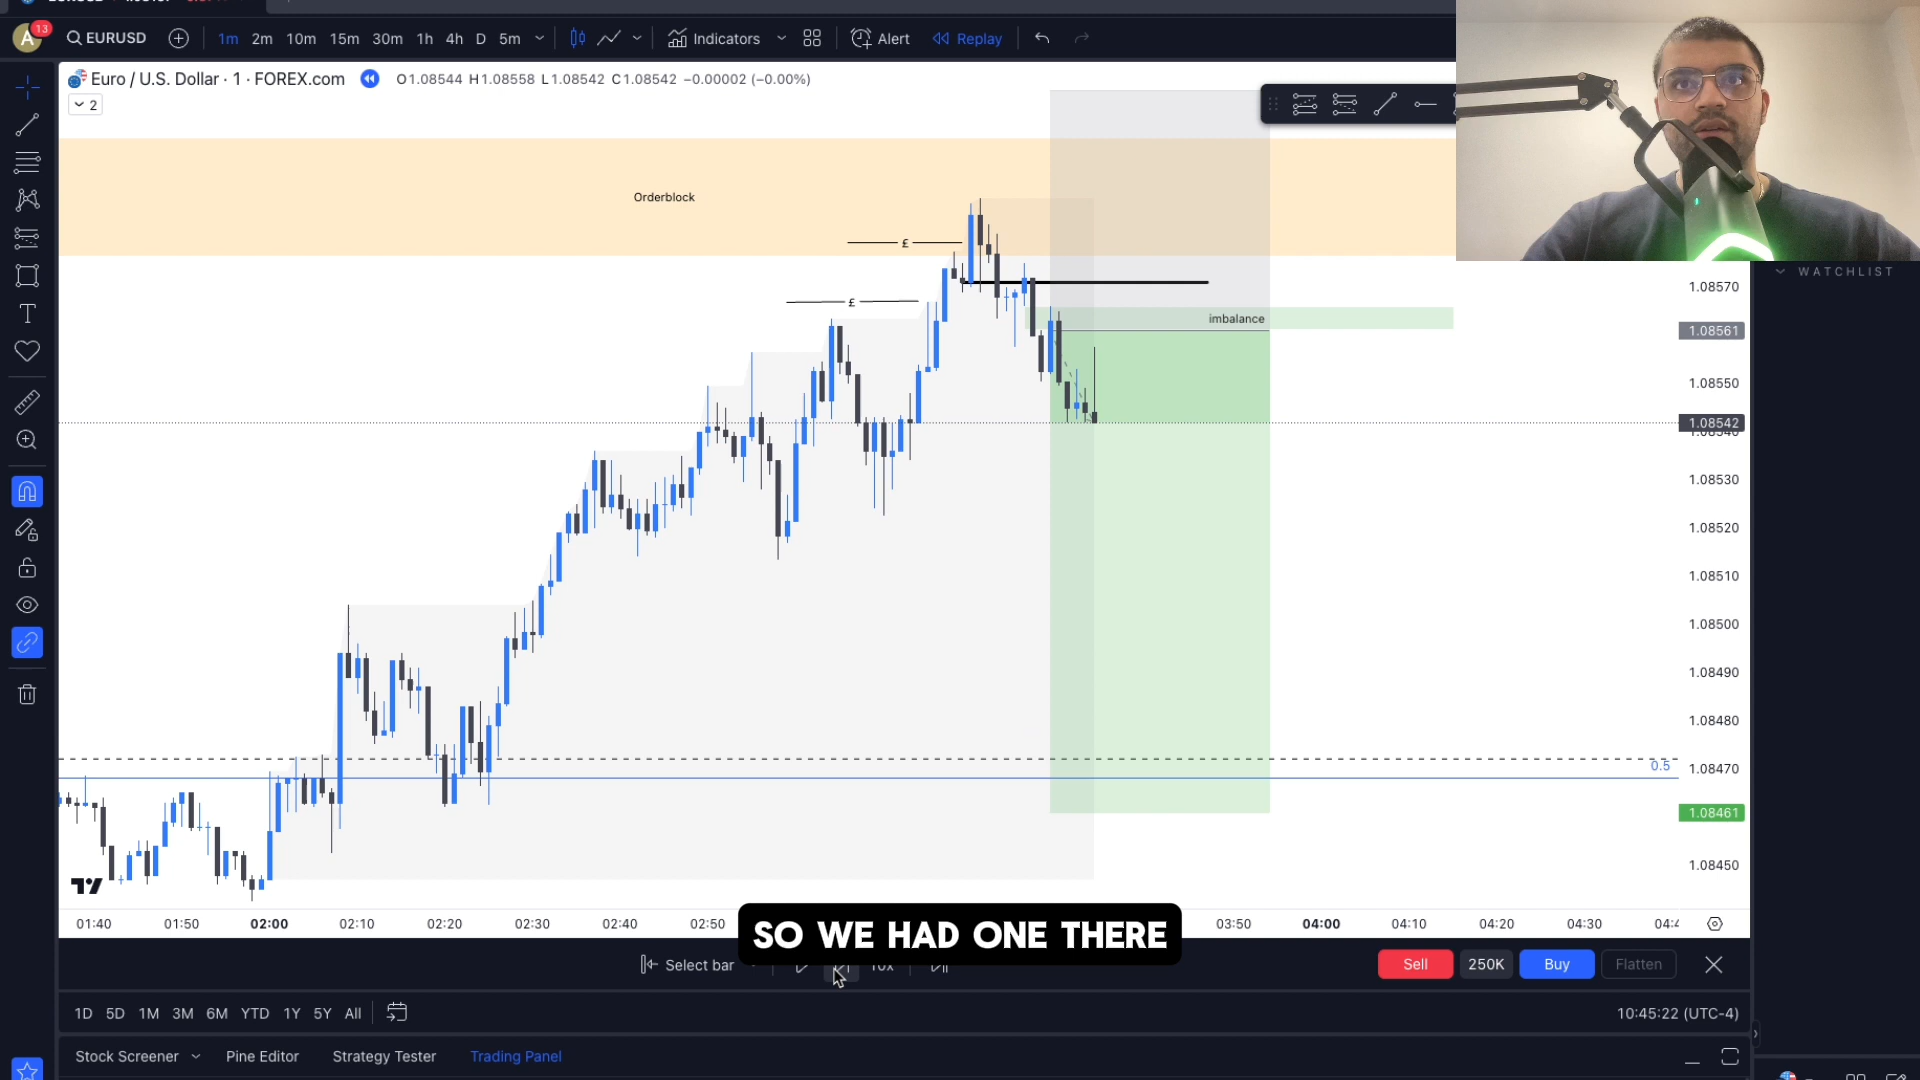 A
13
EURUSD
1m 2m 10m 15m 30m 1h 4h D 5m
Indicators
Alert
Replay
Euro / U.S. Dollar · 1 · FOREX.com
O1.08544 H1.08558 L1.08542 C1.08542 −0.00002 (−0.00%)
2
Orderblock
£
£
imbalance
WATCHLIST
1.08570
1.08561
1.08550
1.08542
1.08530
1.08520
1.08510
1.08500
1.08490
1.08480
1.08470
0.5
1.08461
1.08450
01:40 01:50 02:00 02:10 02:20 02:30 02:40 02:50 03:50 04:00 04:10 04:20 04:30
SO WE HAD ONE THERE
Select bar
10x
Sell 250K Buy Flatten
1D 5D 1M 3M 6M YTD 1Y 5Y All
10:45:22 (UTC-4)
Stock Screener Pine Editor Strategy Tester Trading Panel